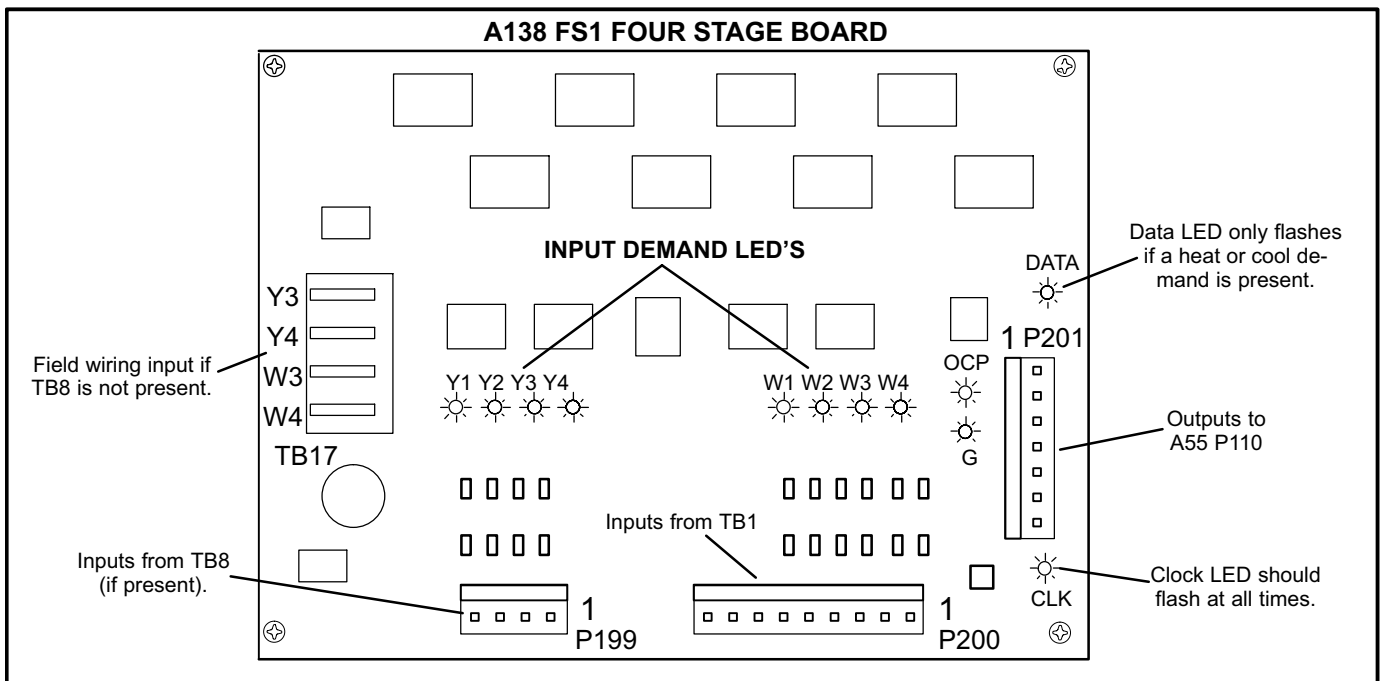 A138 FS1 FOUR STAGE BOARD
INPUT DEMAND LED'S
Data LED only flashes
if a heat or cool de-
mand is present.
DATA
Y3
Y4
W3
W4
TB17
Field wiring input if
TB8 is not present.
1 P201
OCP
G
Y1 Y2 Y3 Y4
W1 W2 W3 W4
Outputs to
A55 P110
Inputs from TB1
Inputs from TB8
(if present).
Clock LED should
flash at all times.
CLK
1
P199
1
P200